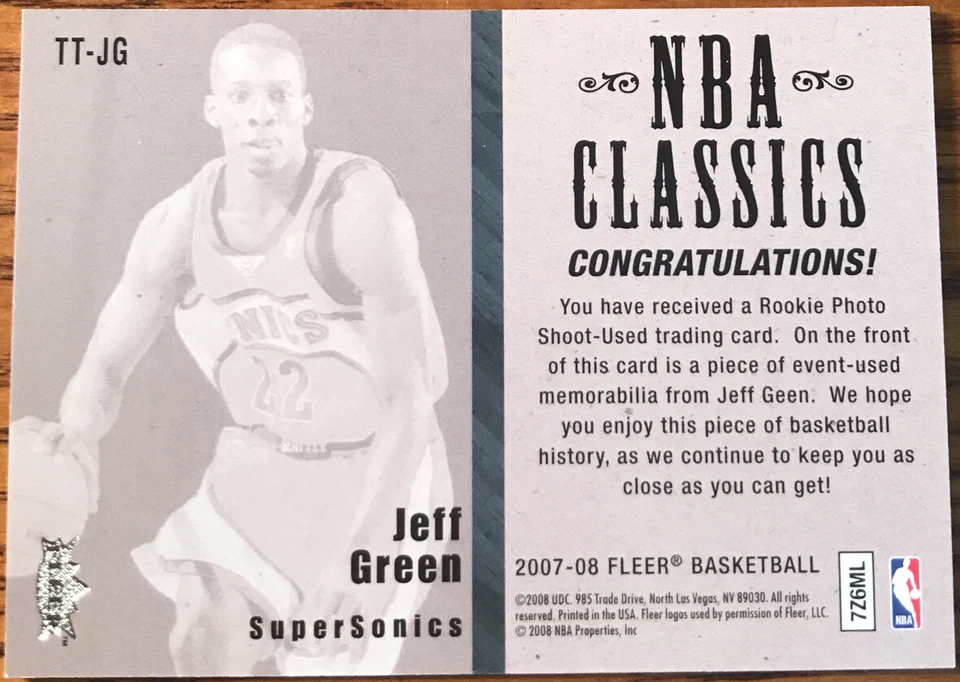 TT-JG
NICS
22
SEATTLE
Jeff
Green
SuperSonics
FLEER
NBA
CLASSICS
CONGRATULATIONS!
You have received a Rookie Photo
Shoot-Used trading card. On the front
of this card is a piece of event-used
memorabilia from Jeff Geen. We hope
you enjoy this piece of basketball
history, as we continue to keep you as
close as you can get!
2007-08 FLEER® BASKETBALL
©2008 UDC. 985 Trade Drive, North Las Vegas, NV 89030. All rights
reserved. Printed in the USA. Fleer logos used by permission of Fleer, LLC.
© 2008 NBA Properties, Inc
7Z6ML
NBA